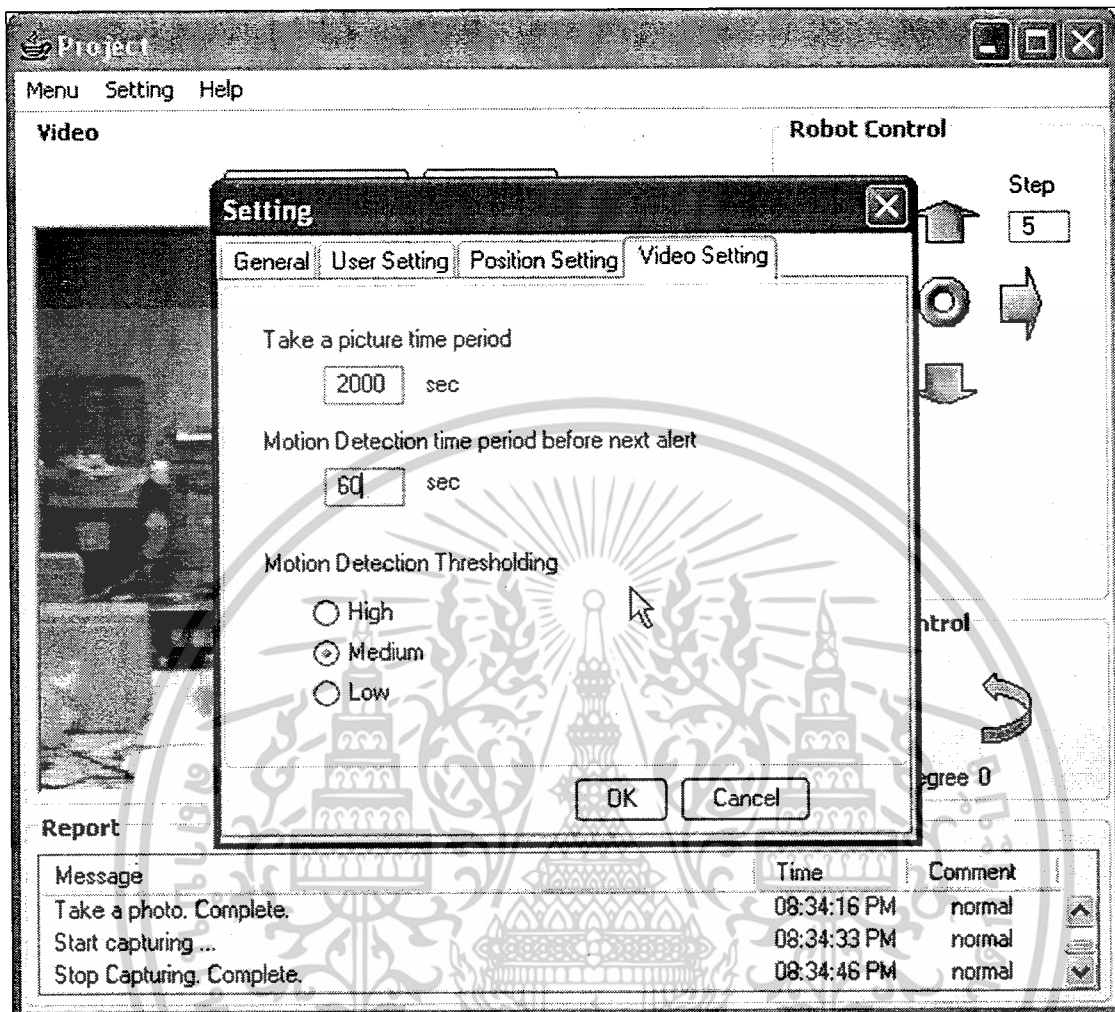 Project
Menu Setting Help
Video
Robot Control
Step
5
Setting
General User Setting Position Setting Video Setting
Take a picture time period
2000 sec
Motion Detection time period before next alert
60 sec
Motion Detection Thresholding
High
Medium
Low
OK Cancel
ntrol
egree 0
Report
Message Time Comment
Take a photo. Complete. 08:34:16 PM normal
Start capturing ... 08:34:33 PM normal
Stop Capturing. Complete. 08:34:46 PM normal